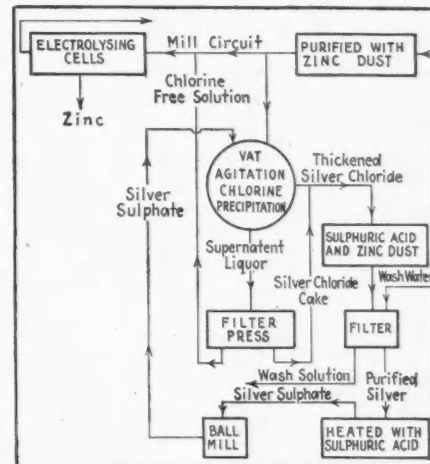 ELECTROLYSING
CELLS
Mill Circuit
PURIFIED WITH
ZINC DUST
Chlorine
Free Solution
Zinc
VAT
AGITATION
CHLORINE
PRECIPITATION
Thickened
Silver Chloride
Silver
Sulphate
SULPHURIC ACID
AND ZINC DUST
Supernatent
Liquor
Silver Chloride
Cake
Wash Water
FILTER
PRESS
FILTER
Wash Solution
Purified
Silver
Silver Sulphate
BALL
MILL
HEATED WITH
SULPHURIC ACID